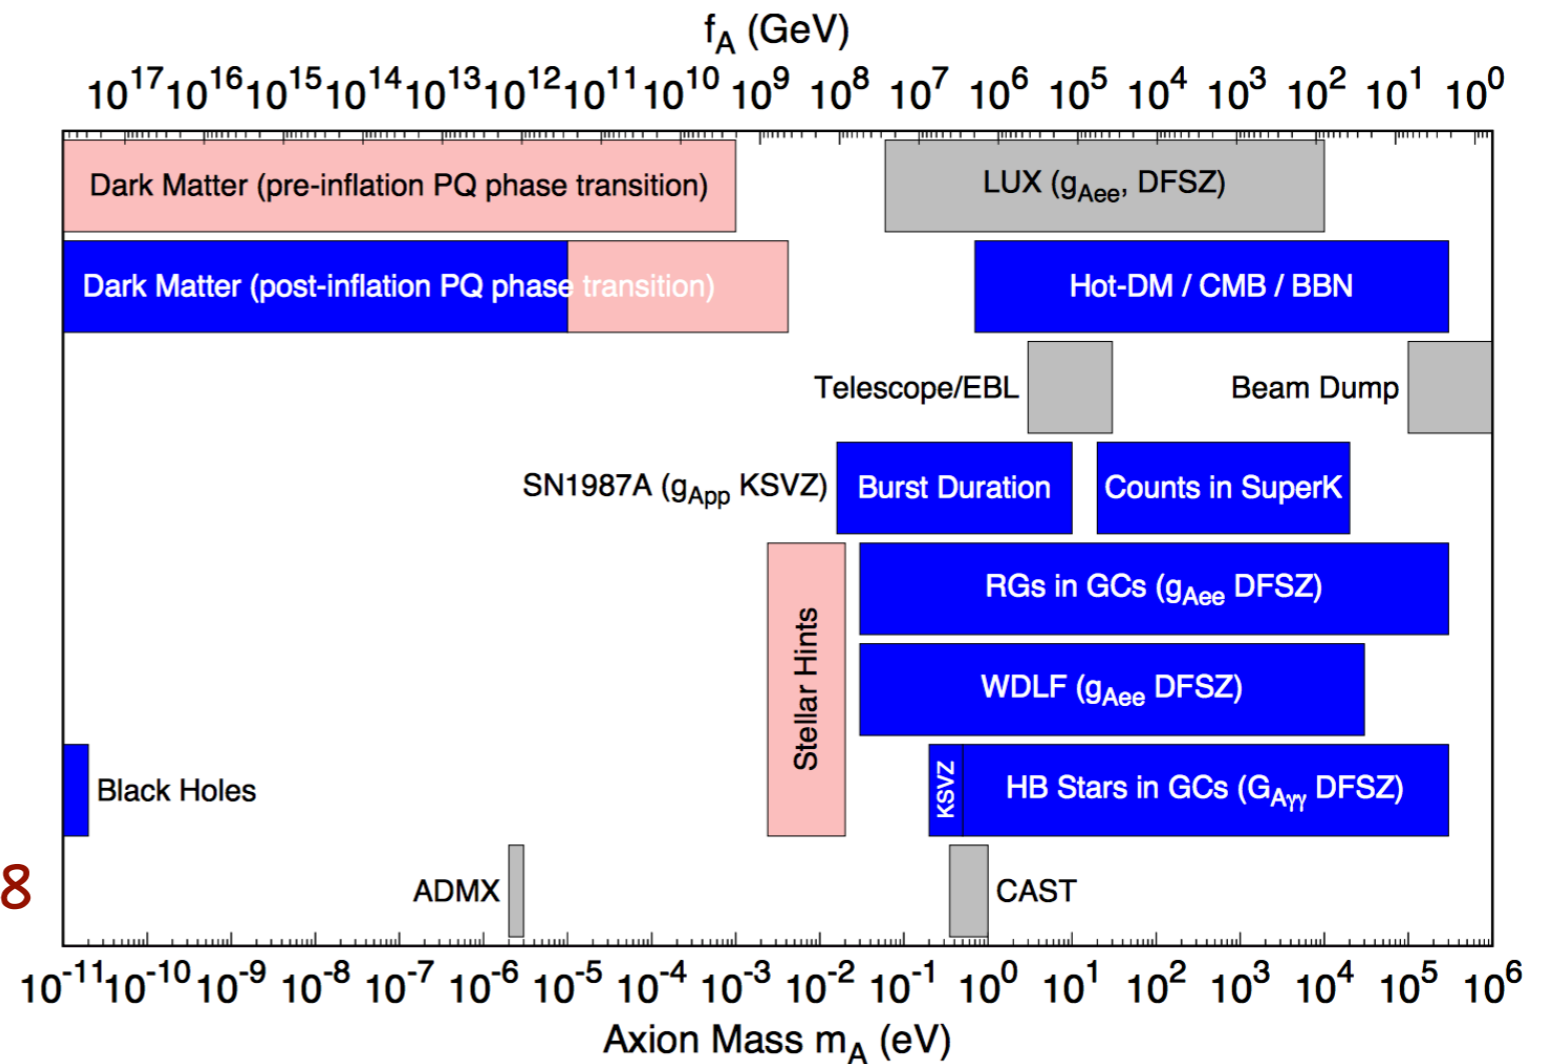 f_A (GeV)
10^17 10^16 10^15 10^14 10^13 10^12 10^11 10^10 10^9 10^8 10^7 10^6 10^5 10^4 10^3 10^2 10^1 10^0
Dark Matter (pre-inflation PQ phase transition)
LUX (g_Aee, DFSZ)
Dark Matter (post-inflation PQ phase transition)
Hot-DM / CMB / BBN
Telescope/EBL
Beam Dump
SN1987A (g_App KSVZ)
Burst Duration
Counts in SuperK
Stellar Hints
RGs in GCs (g_Aee DFSZ)
WDLF (g_Aee DFSZ)
Black Holes
KSVZ
HB Stars in GCs (G_Aγγ DFSZ)
8
ADMX
CAST
10^-11 10^-10 10^-9 10^-8 10^-7 10^-6 10^-5 10^-4 10^-3 10^-2 10^-1 10^0 10^1 10^2 10^3 10^4 10^5 10^6
Axion Mass m_A (eV)